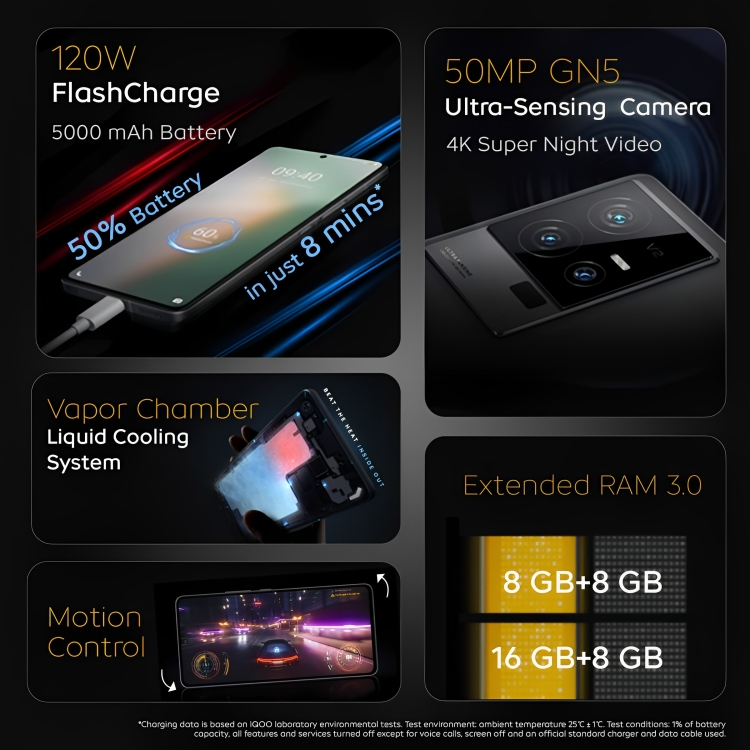 120W
FlashCharge
5000 mAh Battery
09:40
60%
50% Battery
in just 8 mins*
50MP GN5
Ultra-Sensing Camera
4K Super Night Video
V2
Vapor Chamber
Liquid Cooling
System
BEAT THE HEAT INSIDE OUT
Extended RAM 3.0
8 GB+8 GB
16 GB+8 GB
Motion
Control
*Charging data is based on iQOO laboratory environmental tests. Test environment: ambient temperature 25℃ ± 1℃. Test conditions: 1% of battery
capacity, all features and services turned off except for voice calls, screen off and an official standard charger and data cable used.